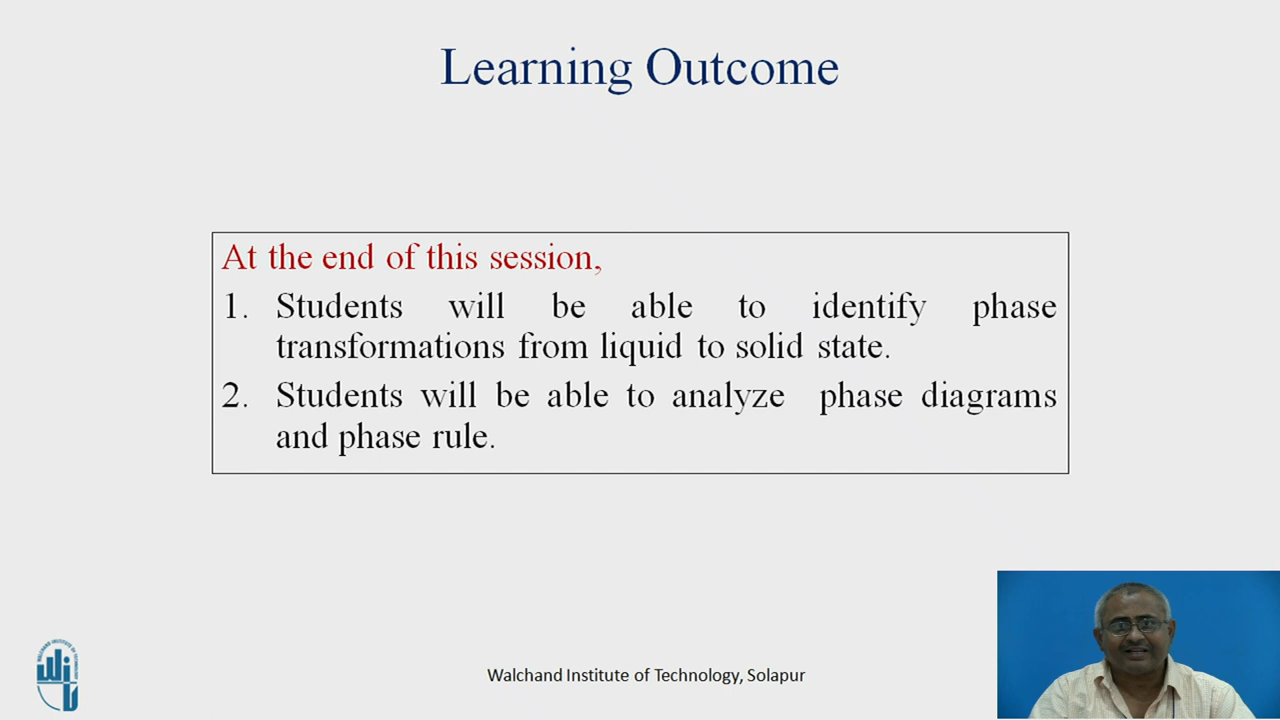 Learning Outcome
At the end of this session,
1. Students will be able to identify phase
transformations from liquid to solid state.
2. Students will be able to analyze phase diagrams
and phase rule.
Walchand Institute of Technology, Solapur